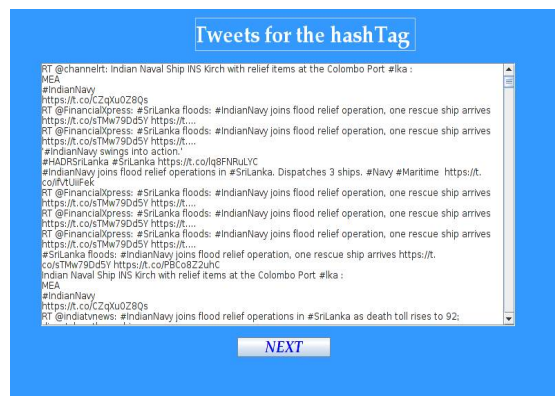 Tweets for the hashTag
RT @channelrt: Indian Naval Ship INS Kirch with relief items at the Colombo Port #lka :
MEA
#IndianNavy
https://t.co/CZqXu0Z8Qs
RT @FinancialXpress: #SriLanka floods: #IndianNavy joins flood relief operation, one rescue ship arrives
https://t.co/sTMw79Dd5Y https://t....
RT @FinancialXpress: #SriLanka floods: #IndianNavy joins flood relief operation, one rescue ship arrives
https://t.co/sTMw79Dd5Y https://t....
'#IndianNavy swings into action.'
#HADRSriLanka #SriLanka https://t.co/lq8FNRuLYC
#IndianNavy joins flood relief operations in #SriLanka. Dispatches 3 ships. #Navy #Maritime https://t.
co/ifVtUiiFek
RT @FinancialXpress: #SriLanka floods: #IndianNavy joins flood relief operation, one rescue ship arrives
https://t.co/sTMw79Dd5Y https://t....
RT @FinancialXpress: #SriLanka floods: #IndianNavy joins flood relief operation, one rescue ship arrives
https://t.co/sTMw79Dd5Y https://t....
RT @FinancialXpress: #SriLanka floods: #IndianNavy joins flood relief operation, one rescue ship arrives
https://t.co/sTMw79Dd5Y https://t....
#SriLanka floods: #IndianNavy joins flood relief operation, one rescue ship arrives https://t.
co/sTMw79Dd5Y https://t.co/PBCo8Z2uhC
Indian Naval Ship INS Kirch with relief items at the Colombo Port #lka :
MEA
#IndianNavy
https://t.co/CZqXu0Z8Qs
RT @indiatvnews: #IndianNavy joins flood relief operations in #SriLanka as death toll rises to 92;
NEXT